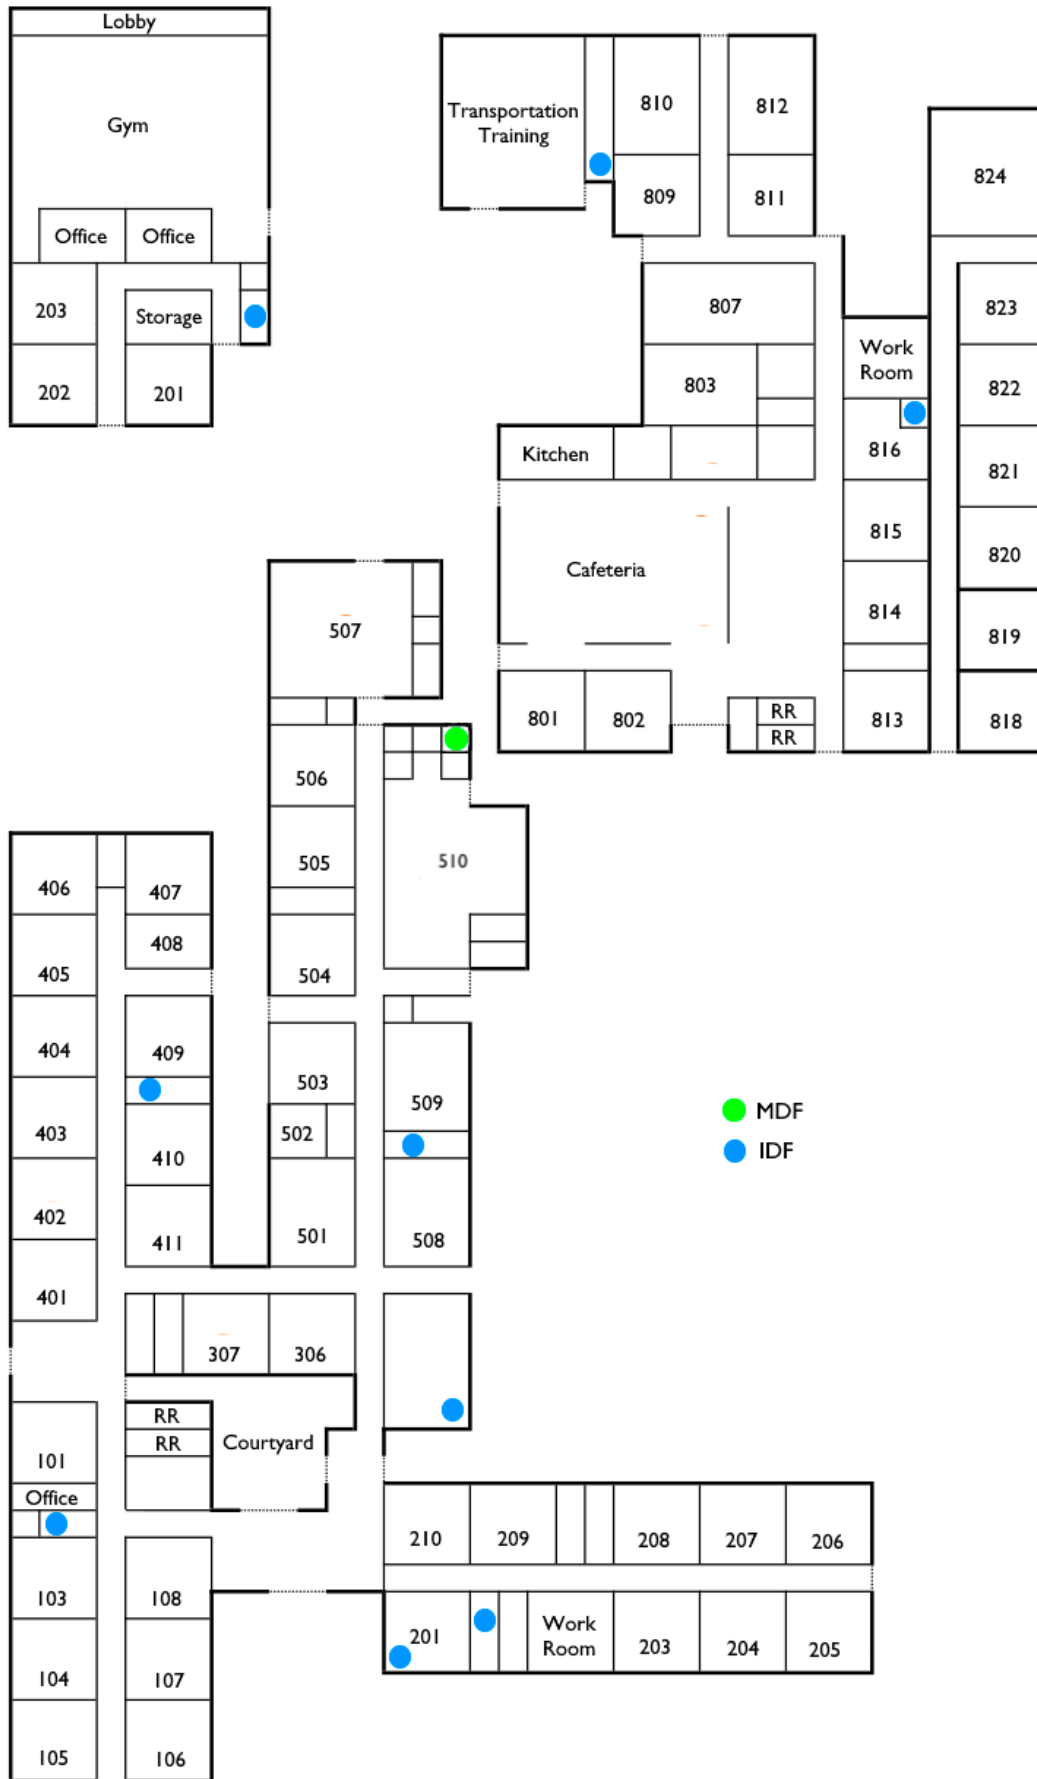 Lobby
Gym
Office
Office
203
Storage
202
201
Transportation
Training
810
812
809
811
824
807
823
Work
Room
803
822
816
Kitchen
821
815
820
Cafeteria
814
819
801
802
RR
RR
813
818
507
506
505
510
504
406
407
408
405
404
409
503
403
502
509
410
402
501
508
411
401
307
306
MDF
IDF
RR
RR
Courtyard
101
Office
103
108
104
107
105
106
210
209
208
207
206
201
Work
Room
203
204
205